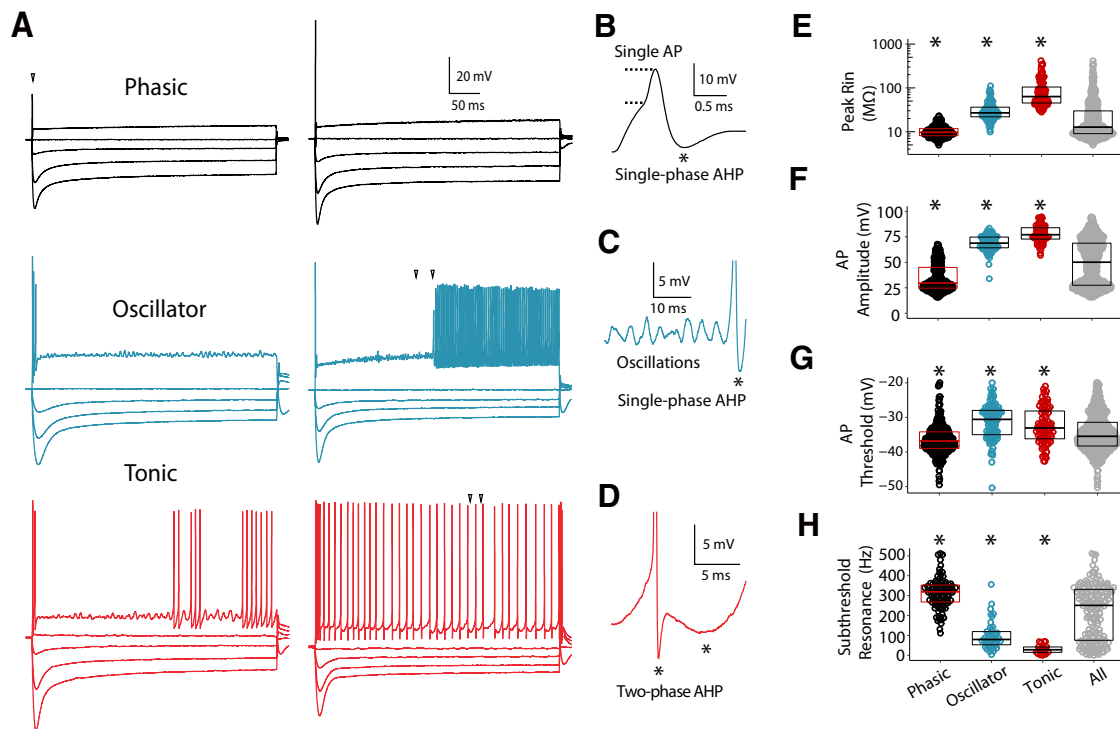 A
Phasic
20 mV
50 ms
Oscillator
Tonic
B
Single AP
10 mV
0.5 ms
*
Single-phase AHP
C
5 mV
10 ms
Oscillations
*
Single-phase AHP
D
5 mV
5 ms
*
*
Two-phase AHP
E
* * *
Peak Rin
(MΩ)
1000
100
10
F
* * *
AP
Amplitude (mV)
100
75
50
25
0
G
* * *
AP
Threshold (mV)
−20
−30
−40
−50
H
* * *
Subthreshold
Resonance (Hz)
500
400
300
200
100
0
Phasic
Oscillator
Tonic
All